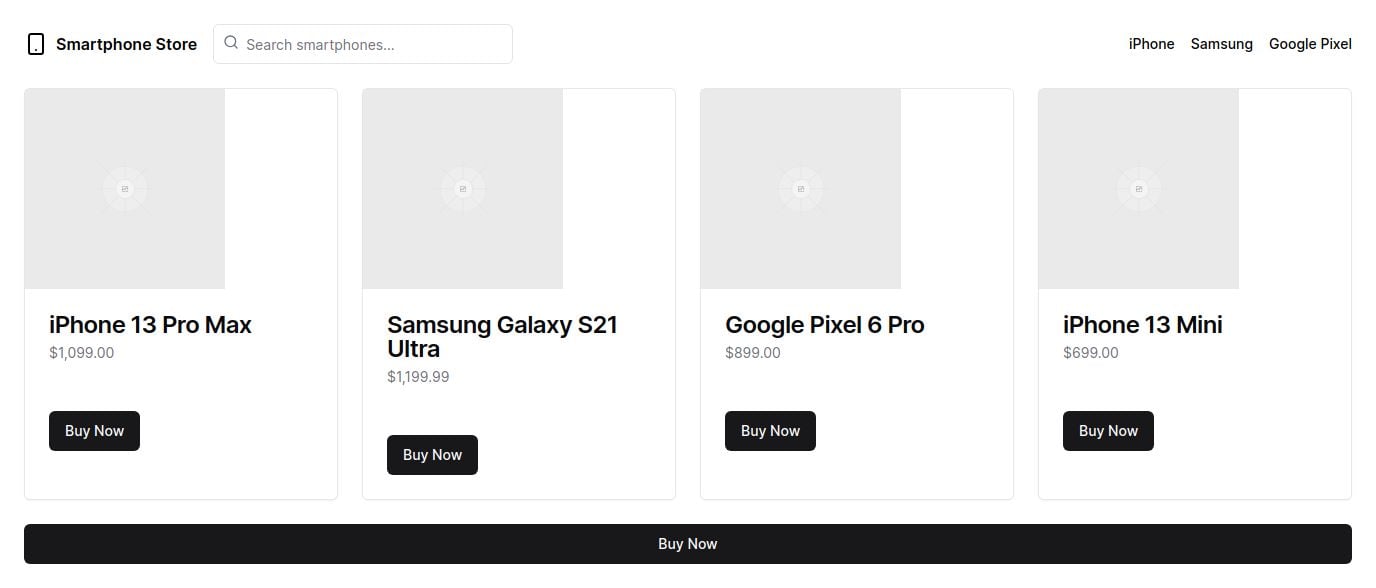 Smartphone Store
Search smartphones...
iPhone
Samsung
Google Pixel
iPhone 13 Pro Max
$1,099.00
Buy Now
Samsung Galaxy S21
Ultra
$1,199.99
Buy Now
Google Pixel 6 Pro
$899.00
Buy Now
iPhone 13 Mini
$699.00
Buy Now
Buy Now